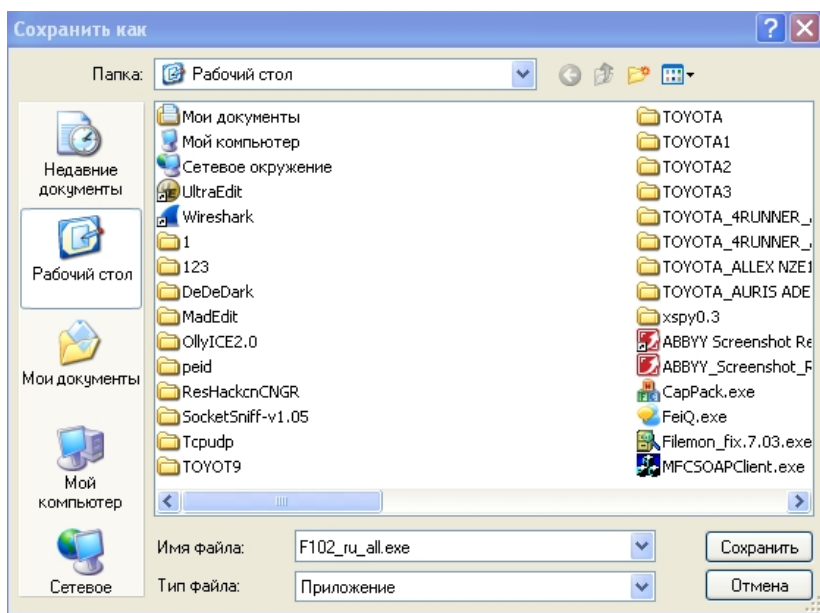 Сохранить как
Папка:
Рабочий стол
Недавние документы
Рабочий стол
Мои документы
Мой компьютер
Сетевое
Мои документы
Мой компьютер
Сетевое окружение
UltraEdit
Wireshark
1
123
DeDeDark
MadEdit
OllyICE2.0
peid
ResHackcnCNGR
SocketSniff-v1.05
Tcpudp
TOYOT9
TOYOTA
TOYOTA1
TOYOTA2
TOYOTA3
TOYOTA_4RUNNER_
TOYOTA_4RUNNER_
TOYOTA_ALLEX NZE1
TOYOTA_AURIS ADE
xspy0.3
ABBYY Screenshot Re
ABBYY_Screenshot_R
CapPack.exe
FeiQ.exe
Filemon_fix.7.03.exe
MFCSOAPClient.exe
Имя файла:
F102_ru_all.exe
Сохранить
Тип файла:
Приложение
Отмена